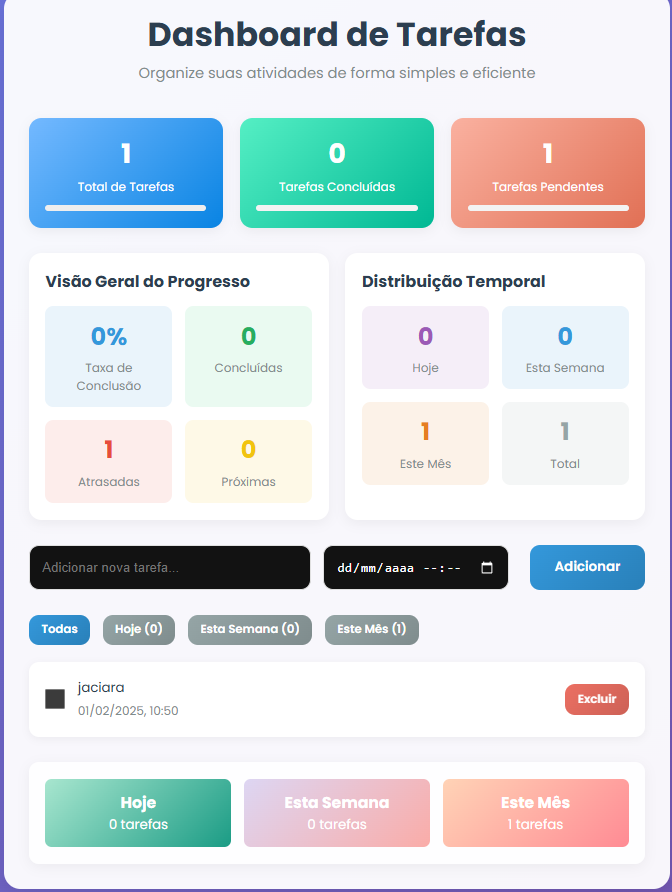 Dashboard de Tarefas
Organize suas atividades de forma simples e eficiente
1
Total de Tarefas
0
Tarefas Concluídas
1
Tarefas Pendentes
Visão Geral do Progresso
0%
Taxa de
Conclusão
0
Concluídas
1
Atrasadas
0
Próximas
Distribuição Temporal
0
Hoje
0
Esta Semana
1
Este Mês
1
Total
Adicionar nova tarefa...
dd/mm/aaaa --:--
Adicionar
Todas
Hoje (0)
Esta Semana (0)
Este Mês (1)
jaciara
01/02/2025, 10:50
Excluir
Hoje
0 tarefas
Esta Semana
0 tarefas
Este Mês
1 tarefas